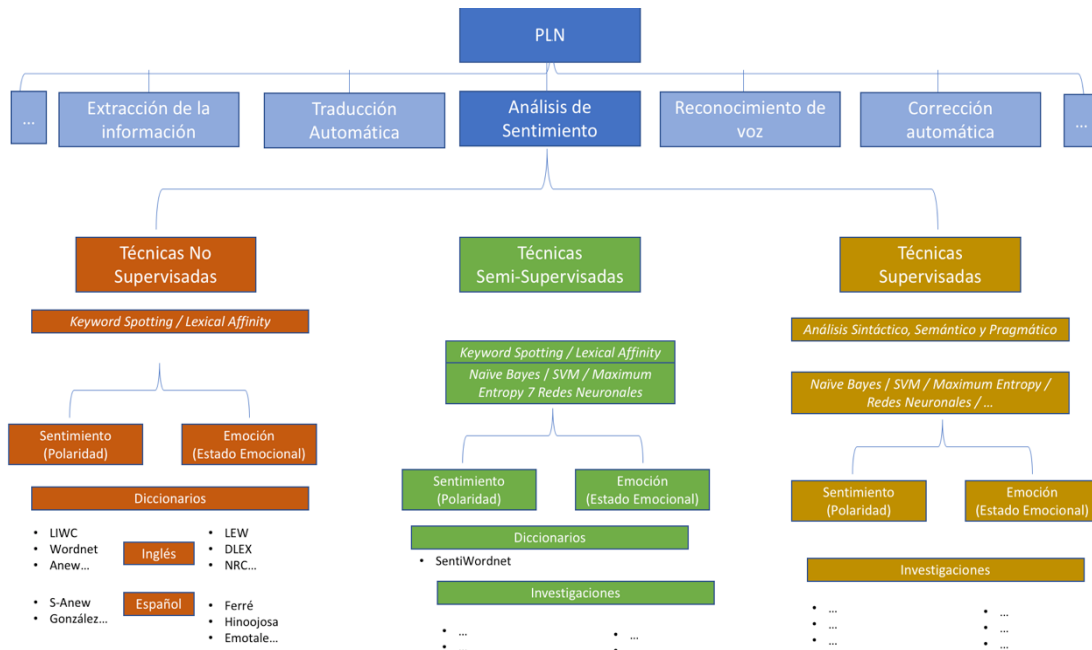 PLN
...
Extracción de la
información
Traducción
Automática
Análisis de
Sentimiento
Reconocimiento de
voz
Corrección
automática
...
Técnicas No
Supervisadas
Keyword Spotting / Lexical Affinity
Sentimiento
(Polaridad)
Emoción
(Estado Emocional)
Diccionarios
• LIWC
• Wordnet
• Anew...
Inglés
• LEW
• DLEX
• NRC...
• S-Anew
• González...
Español
• Ferré
• Hinoojosa
• Emotale...
Técnicas
Semi-Supervisadas
Keyword Spotting / Lexical Affinity
Naïve Bayes / SVM / Maximum
Entropy 7 Redes Neuronales
Sentimiento
(Polaridad)
Emoción
(Estado Emocional)
Diccionarios
• SentiWordnet
Investigaciones
• ...
• ...
• ...
Técnicas
Supervisadas
Análisis Sintáctico, Semántico y Pragmático
Naïve Bayes / SVM / Maximum Entropy /
Redes Neuronales / ...
Sentimiento
(Polaridad)
Emoción
(Estado Emocional)
Investigaciones
• ...
• ...
• ...
• ...
• ...
• ...